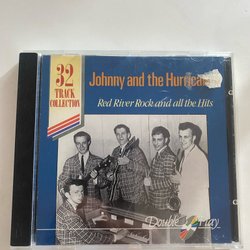 32
TRACK
COLLECTION
Johnny and the Hurricanes
Red River Rock and all the Hits
Double Play